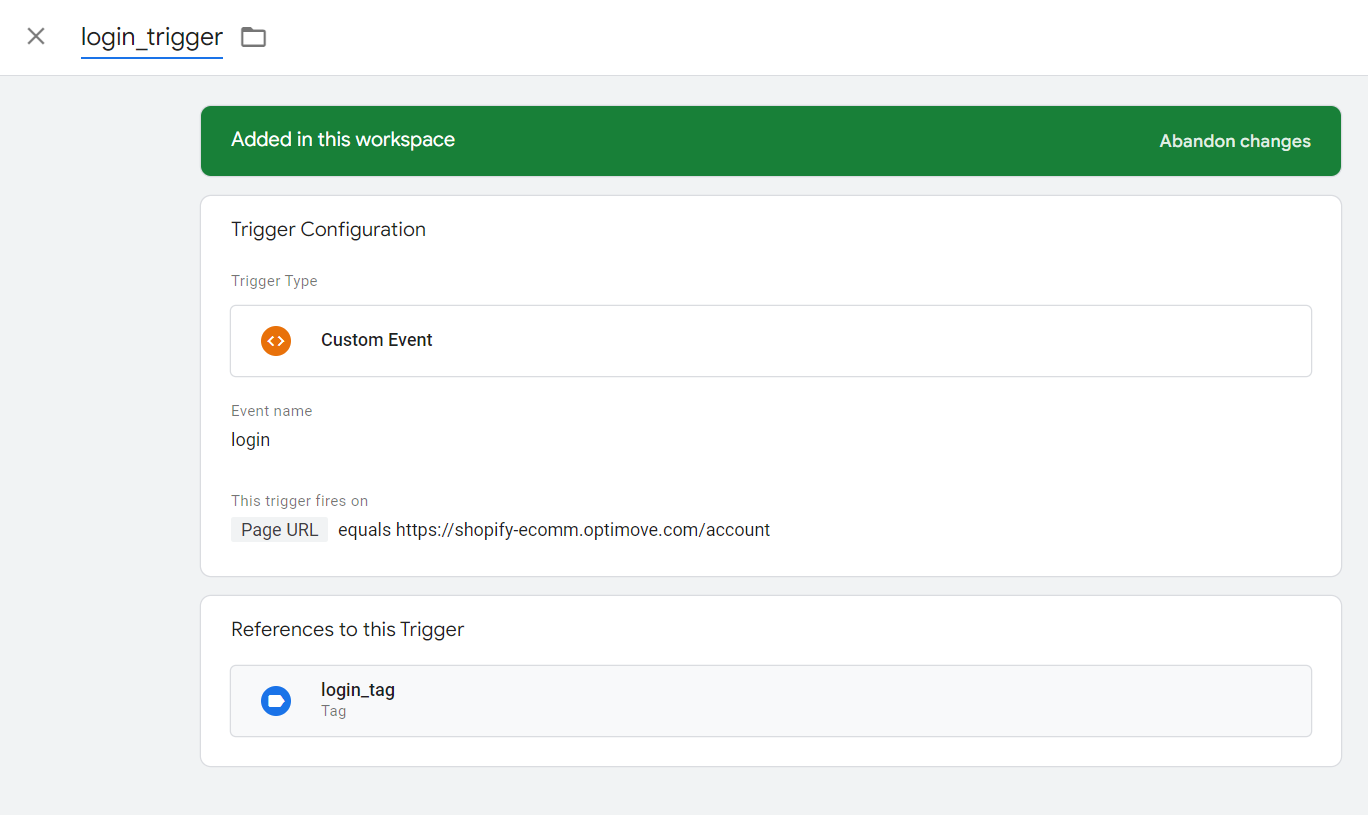 login_trigger
Added in this workspace
Abandon changes
Trigger Configuration
Trigger Type
Custom Event
Event name
login
This trigger fires on
Page URL equals https://shopify-ecomm.optimove.com/account
References to this Trigger
login_tag
Tag